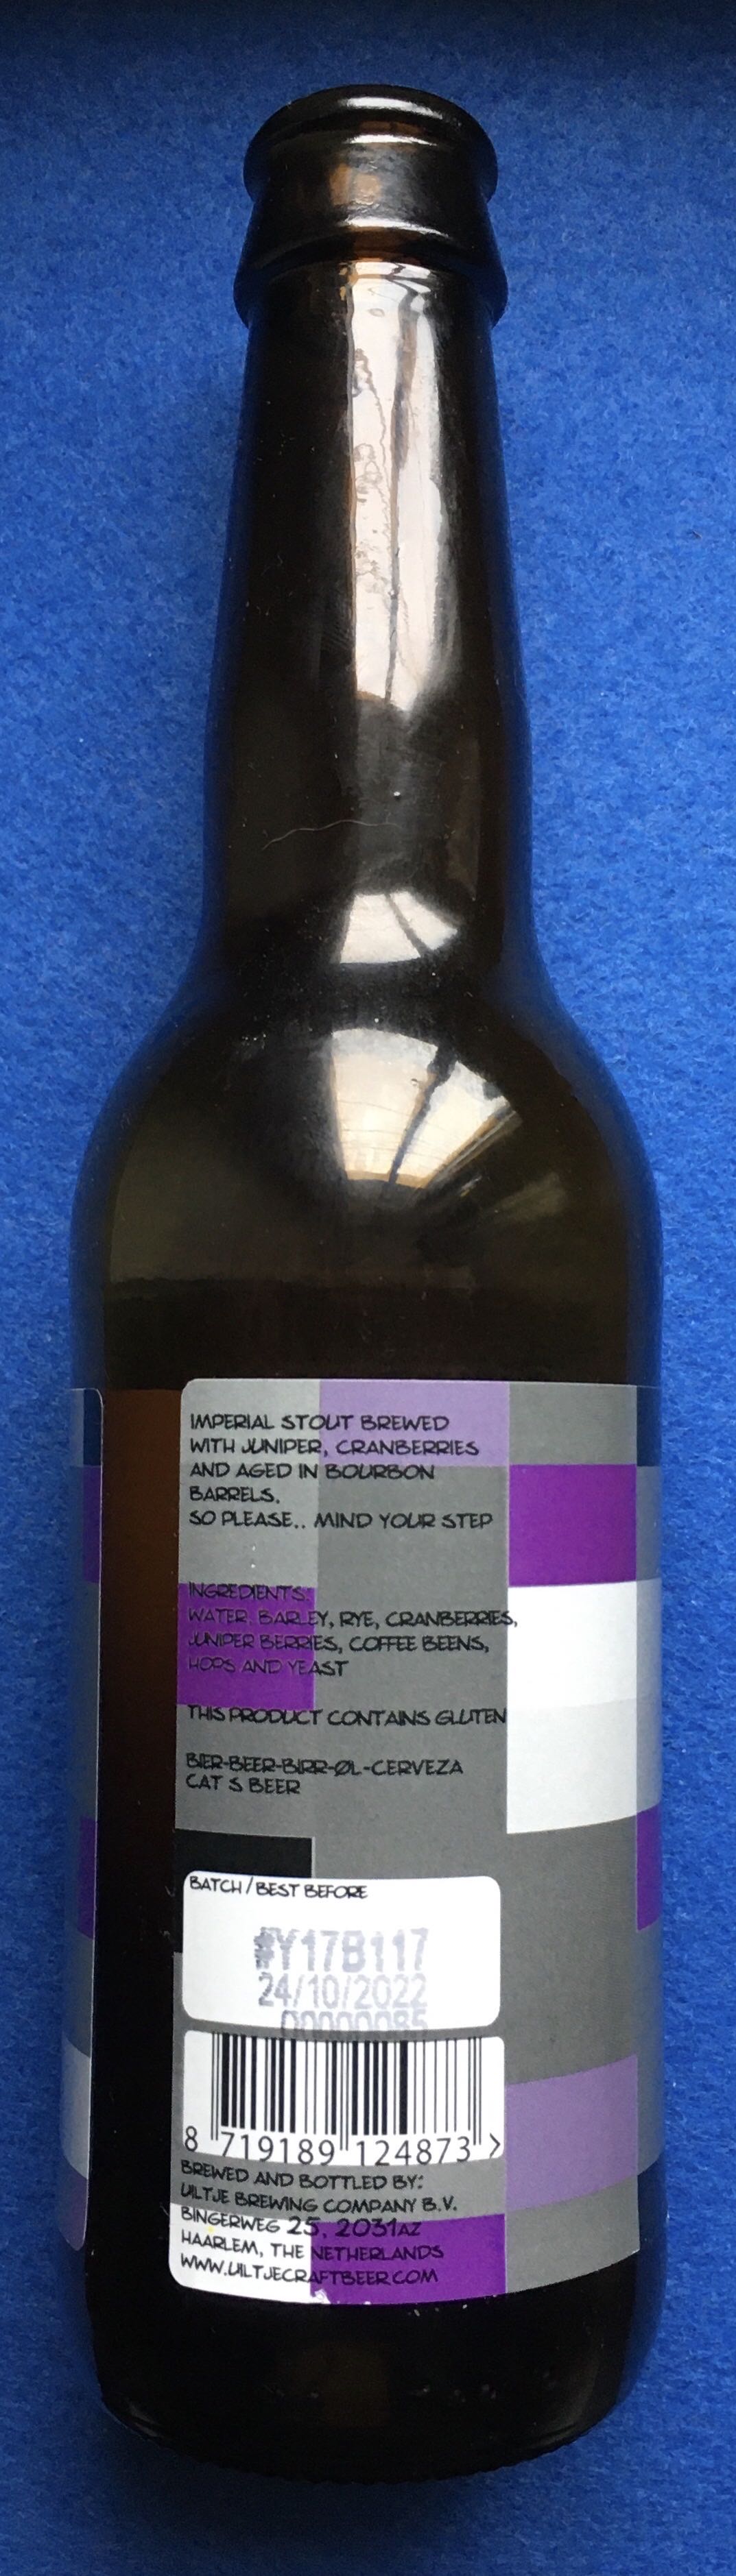 IMPERIAL STOUT BREWED
WITH JUNIPER, CRANBERRIES
AND AGED IN BOURBON
BARRELS.
SO PLEASE.. MIND YOUR STEP
INGREDIENTS:
WATER, BARLEY, RYE, CRANBERRIES,
JUNIPER BERRIES, COFFEE BEENS,
HOPS AND YEAST
THIS PRODUCT CONTAINS GLUTEN
BIER-BEER-BIRR-ØL-CERVEZA
CAT S BEER
BATCH/BEST BEFORE
#Y17B117
24/10/2022
00000085
8 719189 124873 >
BREWED AND BOTTLED BY:
UILTJE BREWING COMPANY B.V.
BINGERWEG 25, 2031AZ
HAARLEM, THE NETHERLANDS
WWW.UILTJECRAFTBEER.COM